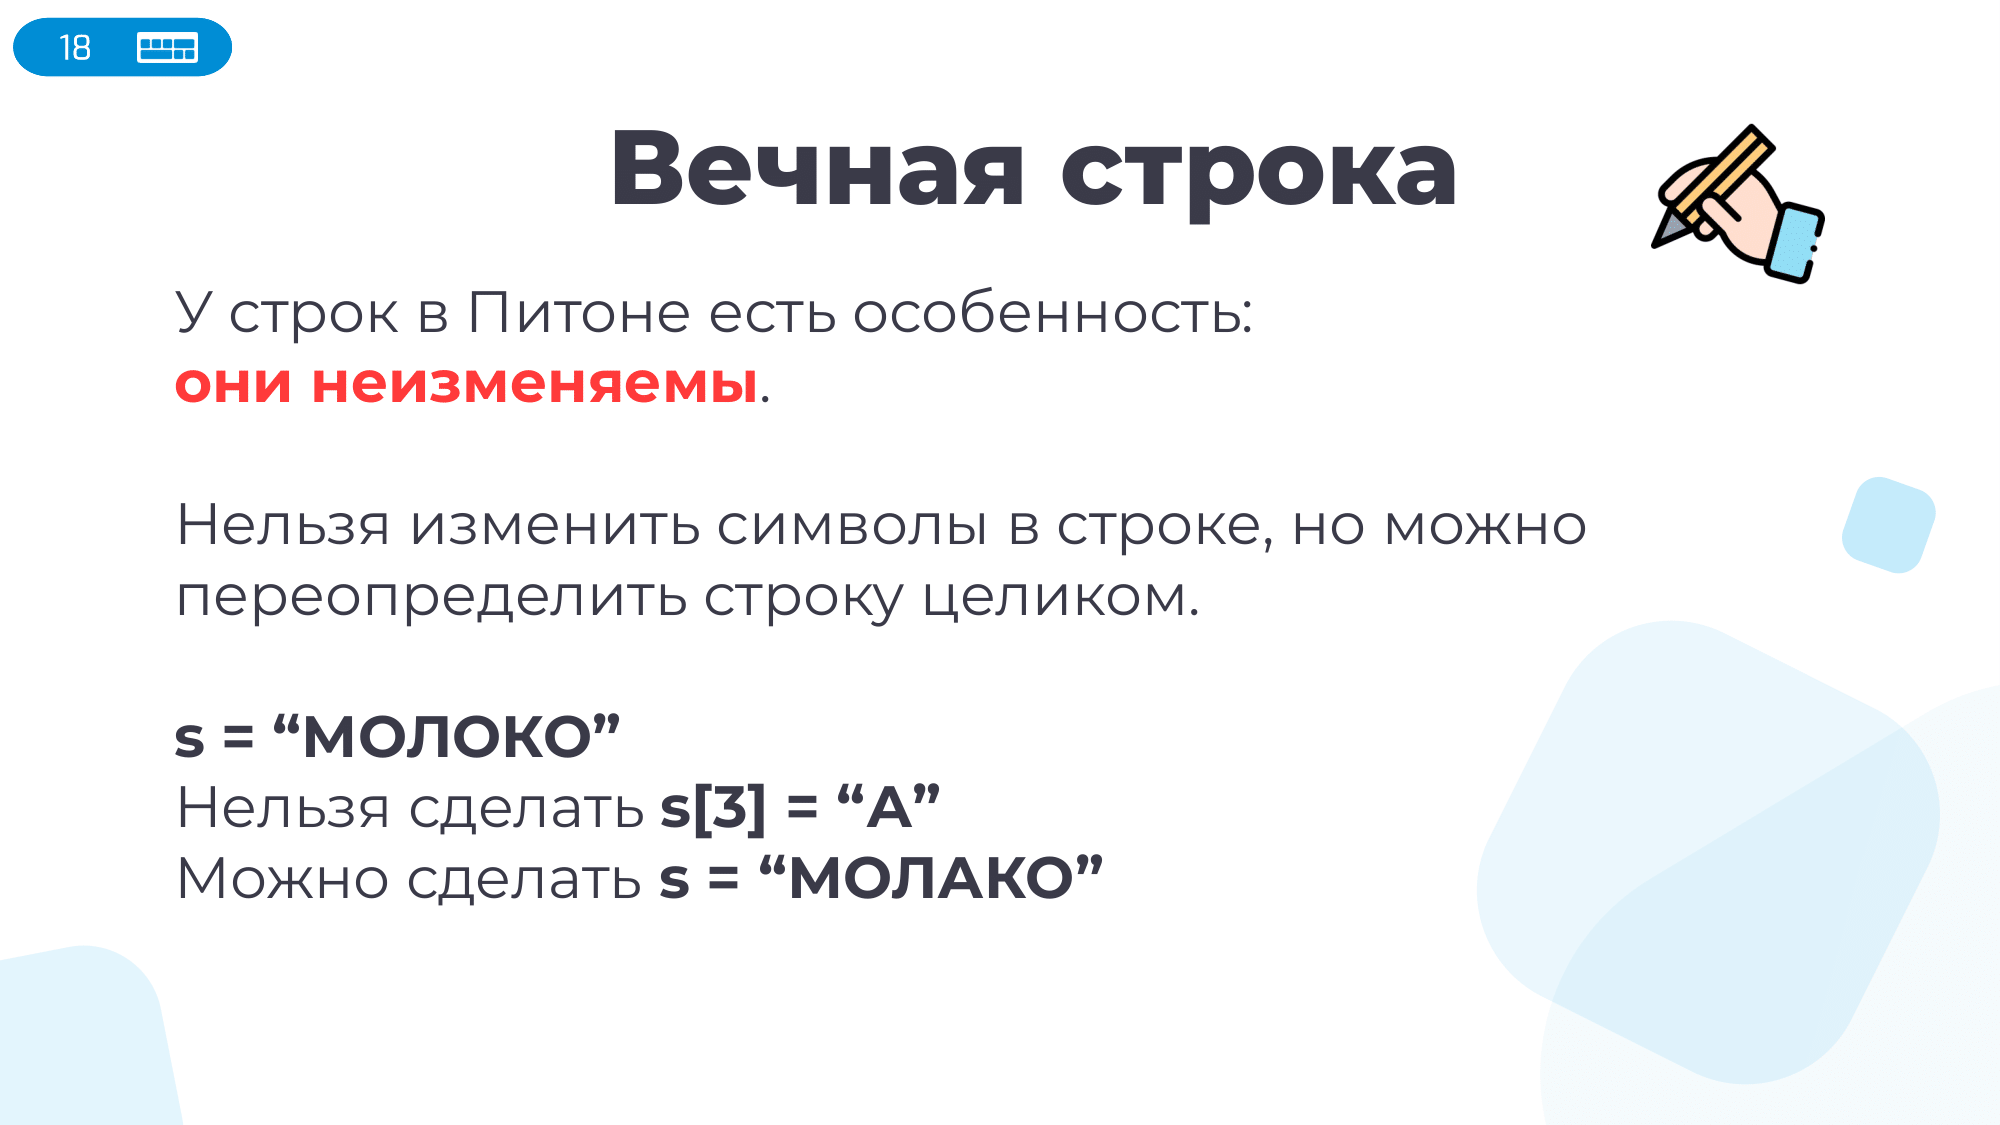 18
Вечная строка
У строк в Питоне есть особенность:
они неизменяемы.
Нельзя изменить символы в строке, но можно
переопределить строку целиком.
s = “МОЛОКО”
Нельзя сделать s[3] = “А”
Можно сделать s = “МОЛАКО”